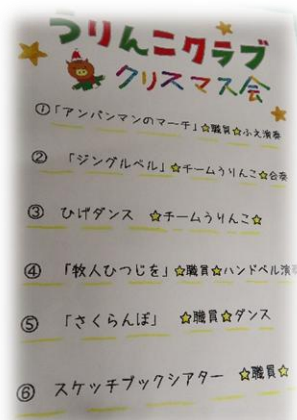 うりんこクラブ
クリスマス会
①「アンパンマンのマーチ」☆職員☆ふえ演奏
② 「ジングルベル」☆チームうりんこ☆合奏
③ ひげダンス ☆チームうりんこ☆
④ 「牧人ひつじを」☆職員☆ハンドベル演
⑤ 「さくらんぼ」 ☆職員☆ダンス
⑥ スケッチブックシアター ☆職員☆